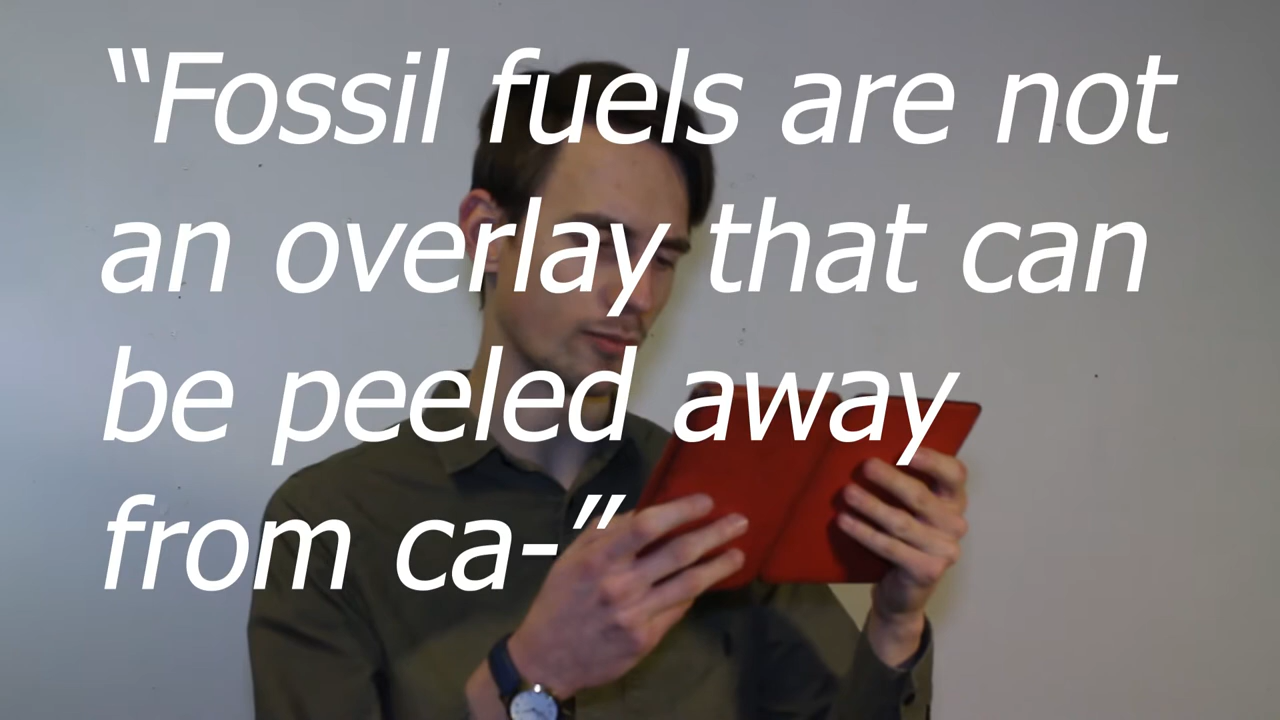 “Fossil fuels are not
an overlay that can
be peeled away
from ca-”